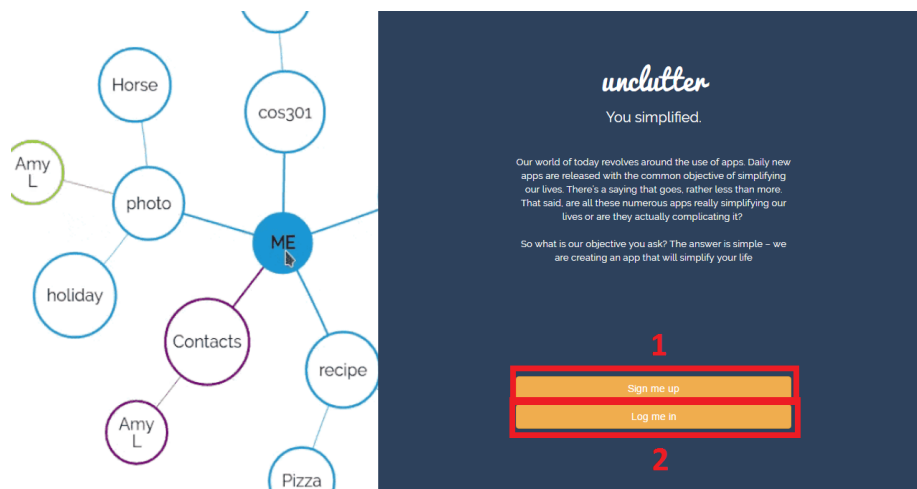 Horse
cos301
Amy
L
photo
ME
holiday
Contacts
recipe
Amy
L
Pizza
unclutter
You simplified.
Our world of today revolves around the use of apps. Daily new
apps are released with the common objective of simplifying
our lives. There's a saying that goes, rather less than more.
That said, are all these numerous apps really simplifying our
lives or are they actually complicating it?
So what is our objective you ask? The answer is simple – we
are creating an app that will simplify your life
1
Sign me up
Log me in
2